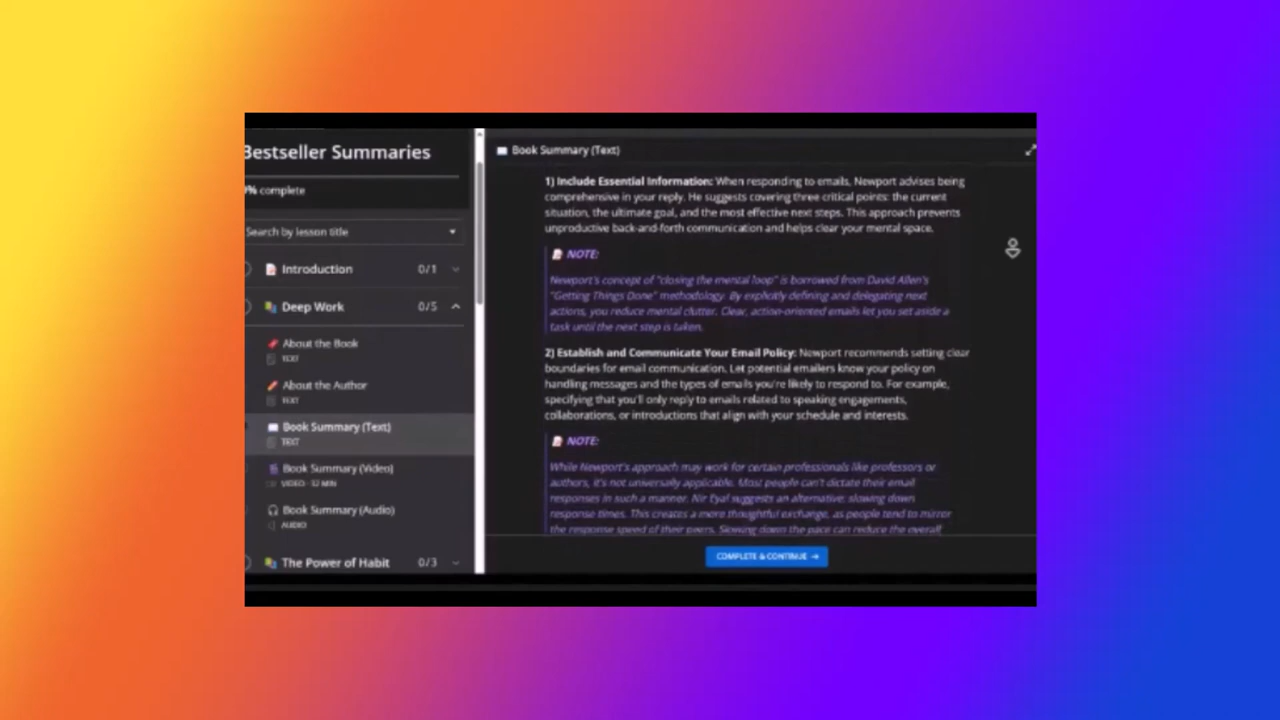 Bestseller Summaries
% complete
Search by lesson title
Introduction 0/1
Deep Work 0/5
About the Book
TEXT
About the Author
TEXT
Book Summary (Text)
TEXT
Book Summary (Video)
VIDEO · 12 MIN
Book Summary (Audio)
AUDIO
The Power of Habit 0/3
Book Summary (Text)
1) Include Essential Information: When responding to emails, Newport advises being
comprehensive in your reply. He suggests covering three critical points: the current
situation, the ultimate goal, and the most effective next steps. This approach prevents
unproductive back-and-forth communication and helps clear your mental space.
NOTE:
Newport's concept of "closing the mental loop" is borrowed from David Allen's
"Getting Things Done" methodology. By explicitly defining and delegating next
actions, you reduce mental clutter. Clear, action-oriented emails let you set aside a
task until the next step is taken.
2) Establish and Communicate Your Email Policy: Newport recommends setting clear
boundaries for email communication. Let potential emailers know your policy on
handling messages and the types of emails you're likely to respond to. For example,
specifying that you'll only reply to emails related to speaking engagements,
collaborations, or introductions that align with your schedule and interests.
NOTE:
While Newport's approach may work for certain professionals like professors or
authors, it's not universally applicable. Most people can't dictate their email
responses in such a manner. Nir Eyal suggests an alternative: slowing down
response times. This creates a more thoughtful exchange, as people tend to mirror
the response speed of their peers. Slowing down the pace can reduce the overall
COMPLETE & CONTINUE →